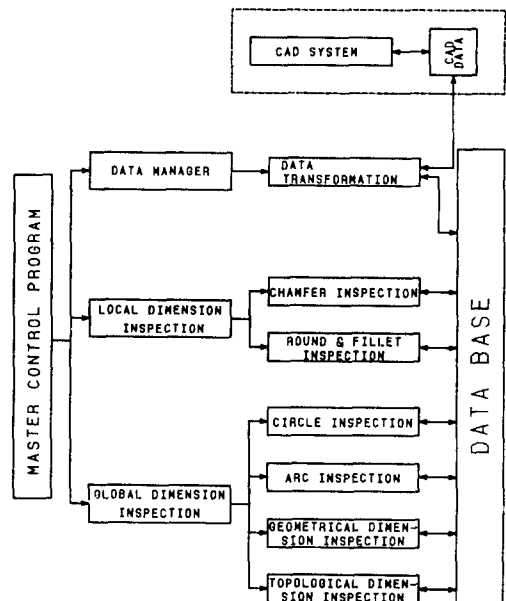 CAD SYSTEM
CAD
DATA
MASTER CONTROL PROGRAM
DATA MANAGER
DATA
TRANSFORMATION
LOCAL DIMENSION
INSPECTION
CHAMFER INSPECTION
ROUND & FILLET
INSPECTION
GLOBAL DIMENSION
INSPECTION
CIRCLE INSPECTION
ARC INSPECTION
GEOMETRICAL DIMEN-
SION INSPECTION
TOPOLOGICAL DIMEN-
SION INSPECTION
DATA BASE